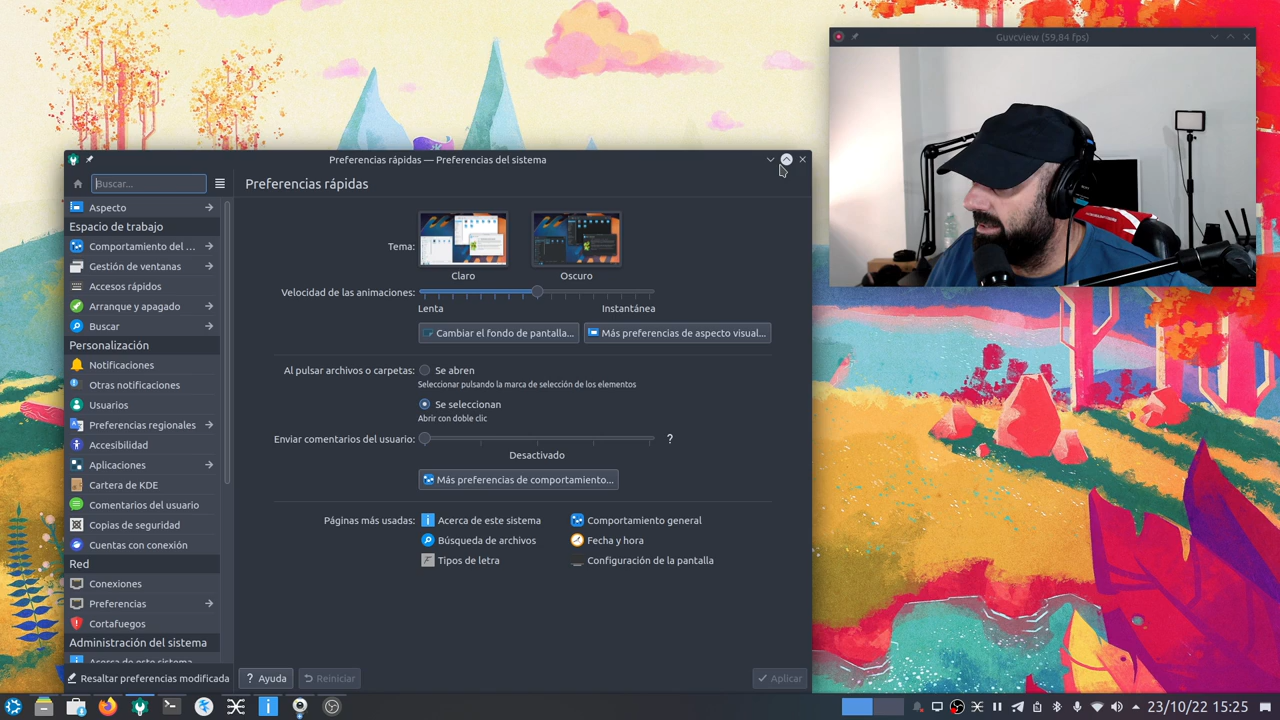 Guvcview (59,84 fps)
Preferencias rápidas — Preferencias del sistema
Buscar...
Preferencias rápidas
Aspecto
Espacio de trabajo
Comportamiento del ...
Gestión de ventanas
Accesos rápidos
Arranque y apagado
Buscar
Personalización
Notificaciones
Otras notificaciones
Usuarios
Preferencias regionales
Accesibilidad
Aplicaciones
Cartera de KDE
Comentarios del usuario
Copias de seguridad
Cuentas con conexión
Red
Conexiones
Preferencias
Cortafuegos
Administración del sistema
Acerca de este sistema
Resaltar preferencias modificada
Tema:
Claro
Oscuro
Velocidad de las animaciones:
Lenta
Instantánea
Cambiar el fondo de pantalla...
Más preferencias de aspecto visual...
Al pulsar archivos o carpetas:
Se abren
Seleccionar pulsando la marca de selección de los elementos
Se seleccionan
Abrir con doble clic
Enviar comentarios del usuario:
?
Desactivado
Más preferencias de comportamiento...
Páginas más usadas:
Acerca de este sistema
Comportamiento general
Búsqueda de archivos
Fecha y hora
Tipos de letra
Configuración de la pantalla
? Ayuda
Reiniciar
Aplicar
23/10/22 15:25